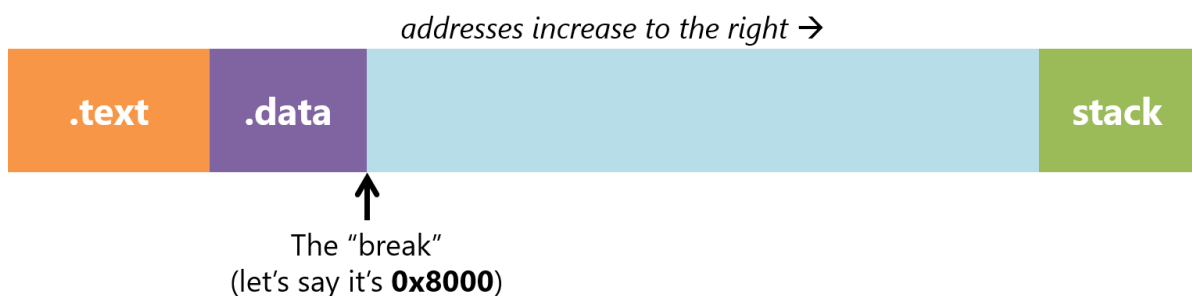 addresses increase to the right →
.text
.data
stack
The “break”
(let’s say it’s 0x8000)